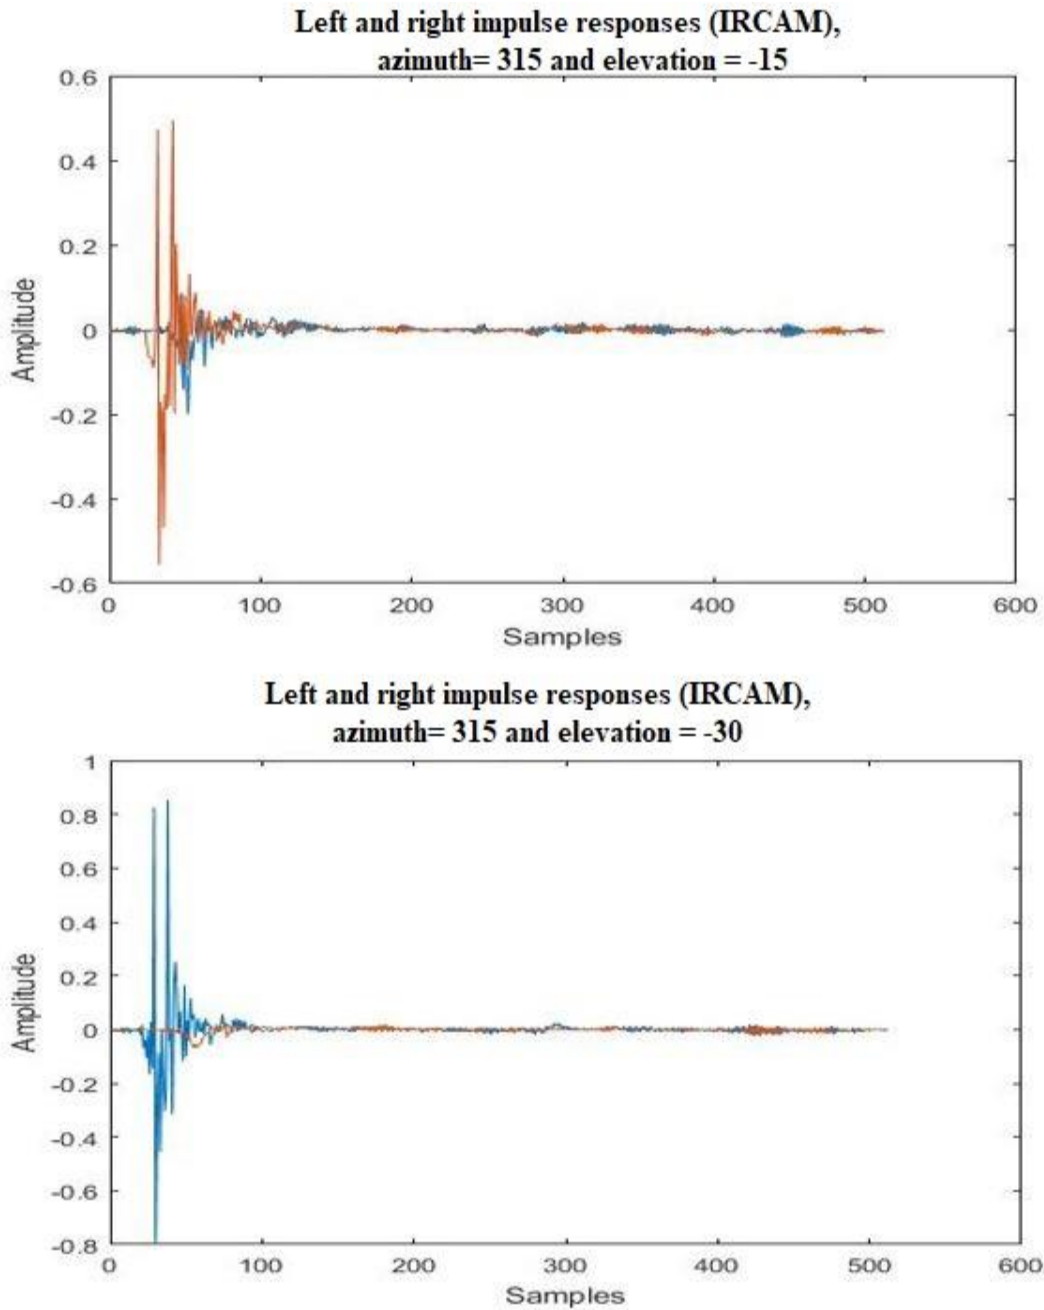 Left and right impulse responses (IRCAM),
azimuth= 315 and elevation = -15
0.6
0.4
0.2
0
-0.2
-0.4
-0.6
Amplitude
0 100 200 300 400 500 600
Samples
Left and right impulse responses (IRCAM),
azimuth= 315 and elevation = -30
1
0.8
0.6
0.4
0.2
0
-0.2
-0.4
-0.6
-0.8
Amplitude
0 100 200 300 400 500 600
Samples